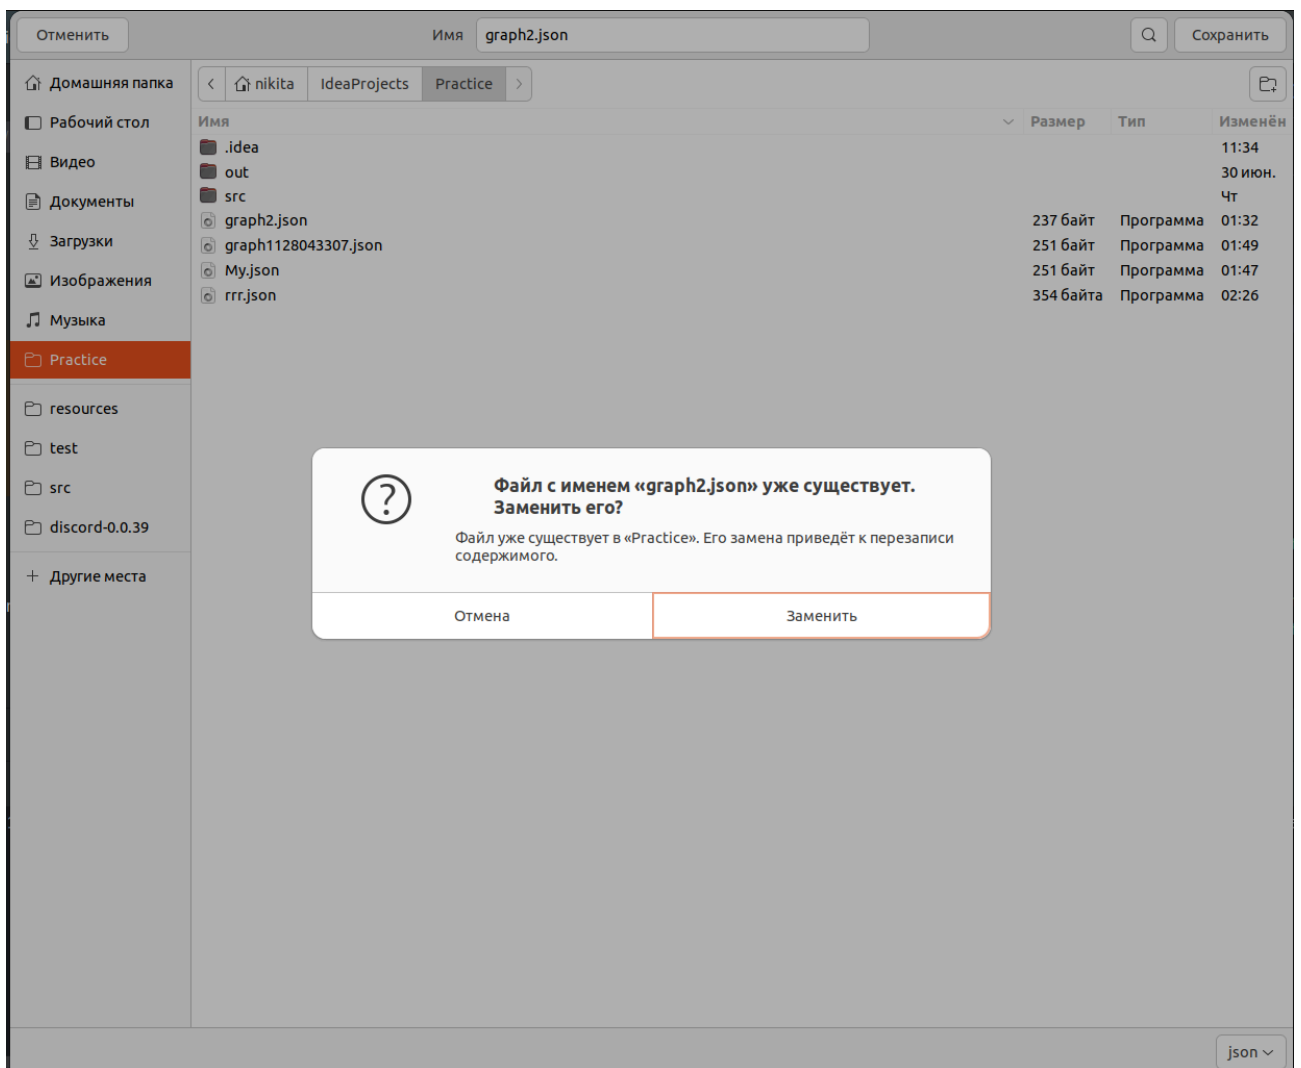 Отменить Имя graph2.json Сохранить
Домашняя папка nikita IdeaProjects Practice
Рабочий стол Имя Размер Тип Изменён
.idea 11:34
Видео out 30 июн.
Документы src Чт
graph2.json 237 байт Программа 01:32
Загрузки graph1128043307.json 251 байт Программа 01:49
Изображения My.json 251 байт Программа 01:47
rrr.json 354 байта Программа 02:26
Музыка
Practice
resources
test
src
discord-0.0.39
Другие места
Файл с именем «graph2.json» уже существует.
Заменить его?
Файл уже существует в «Practice». Его замена приведёт к перезаписи
содержимого.
Отмена Заменить
json